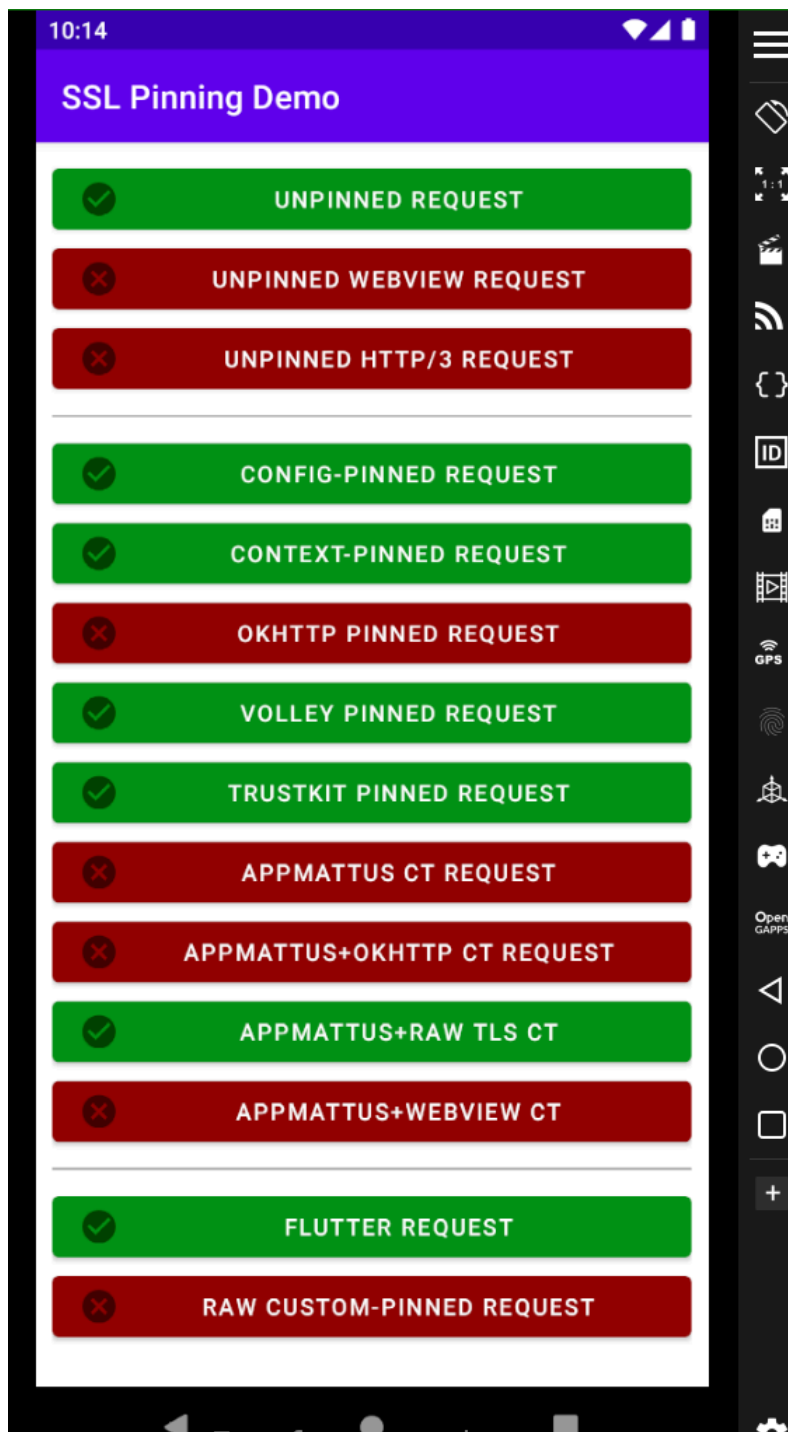 10:14
SSL Pinning Demo
UNPINNED REQUEST
UNPINNED WEBVIEW REQUEST
1:1
UNPINNED HTTP/3 REQUEST
{ }
ID
CONFIG-PINNED REQUEST
CONTEXT-PINNED REQUEST
OKHTTP PINNED REQUEST
GPS
VOLLEY PINNED REQUEST
TRUSTKIT PINNED REQUEST
APPMATTUS CT REQUEST
Open
GAPPS
APPMATTUS+OKHTTP CT REQUEST
APPMATTUS+RAW TLS CT
APPMATTUS+WEBVIEW CT
FLUTTER REQUEST
RAW CUSTOM-PINNED REQUEST